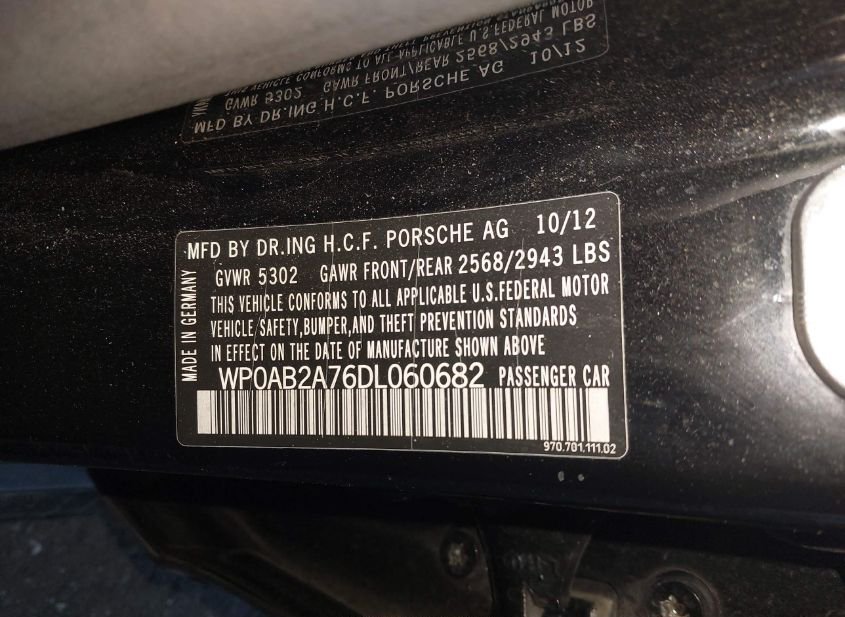 MFD BY DR.ING H.C.F. PORSCHE AG 10/12
GVWR 5302 GAWR FRONT/REAR 2568/2943 LBS
THIS VEHICLE CONFORMS TO ALL APPLICABLE U.S.FEDERAL MOTOR
VEHICLE SAFETY,BUMPER,AND THEFT PREVENTION STANDARDS
IN EFFECT ON THE DATE OF MANUFACTURE SHOWN ABOVE
WP0AB2A76DL060682 PASSENGER CAR
970.701.111.02
MADE IN GERMANY